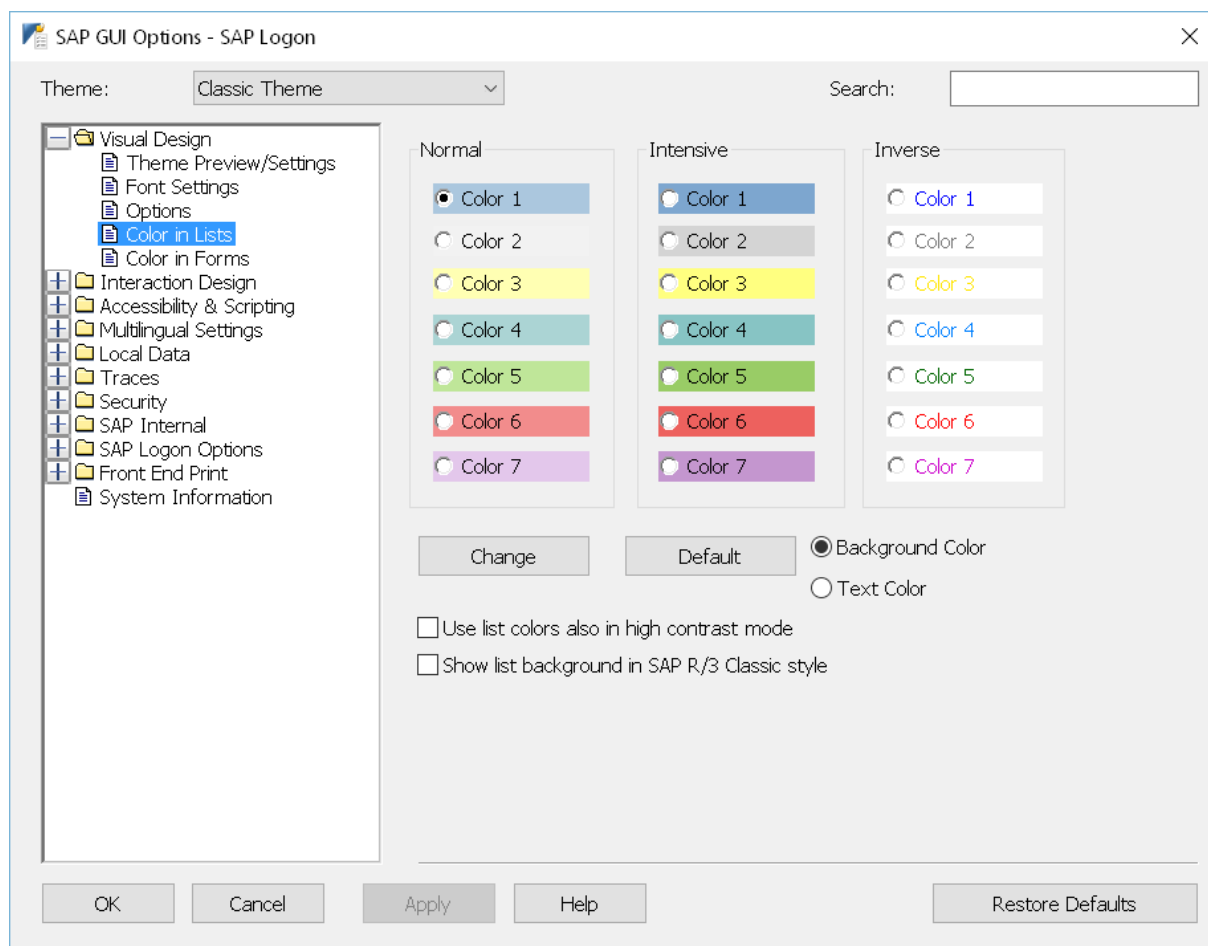 SAP GUI Options - SAP Logon
Theme: Classic Theme Search:
Visual Design
Theme Preview/Settings
Font Settings
Options
Color in Lists
Color in Forms
Interaction Design
Accessibility & Scripting
Multilingual Settings
Local Data
Traces
Security
SAP Internal
SAP Logon Options
Front End Print
System Information
Normal Intensive Inverse
Color 1 Color 1 Color 1
Color 2 Color 2 Color 2
Color 3 Color 3 Color 3
Color 4 Color 4 Color 4
Color 5 Color 5 Color 5
Color 6 Color 6 Color 6
Color 7 Color 7 Color 7
Change Default Background Color
Text Color
Use list colors also in high contrast mode
Show list background in SAP R/3 Classic style
OK Cancel Apply Help Restore Defaults